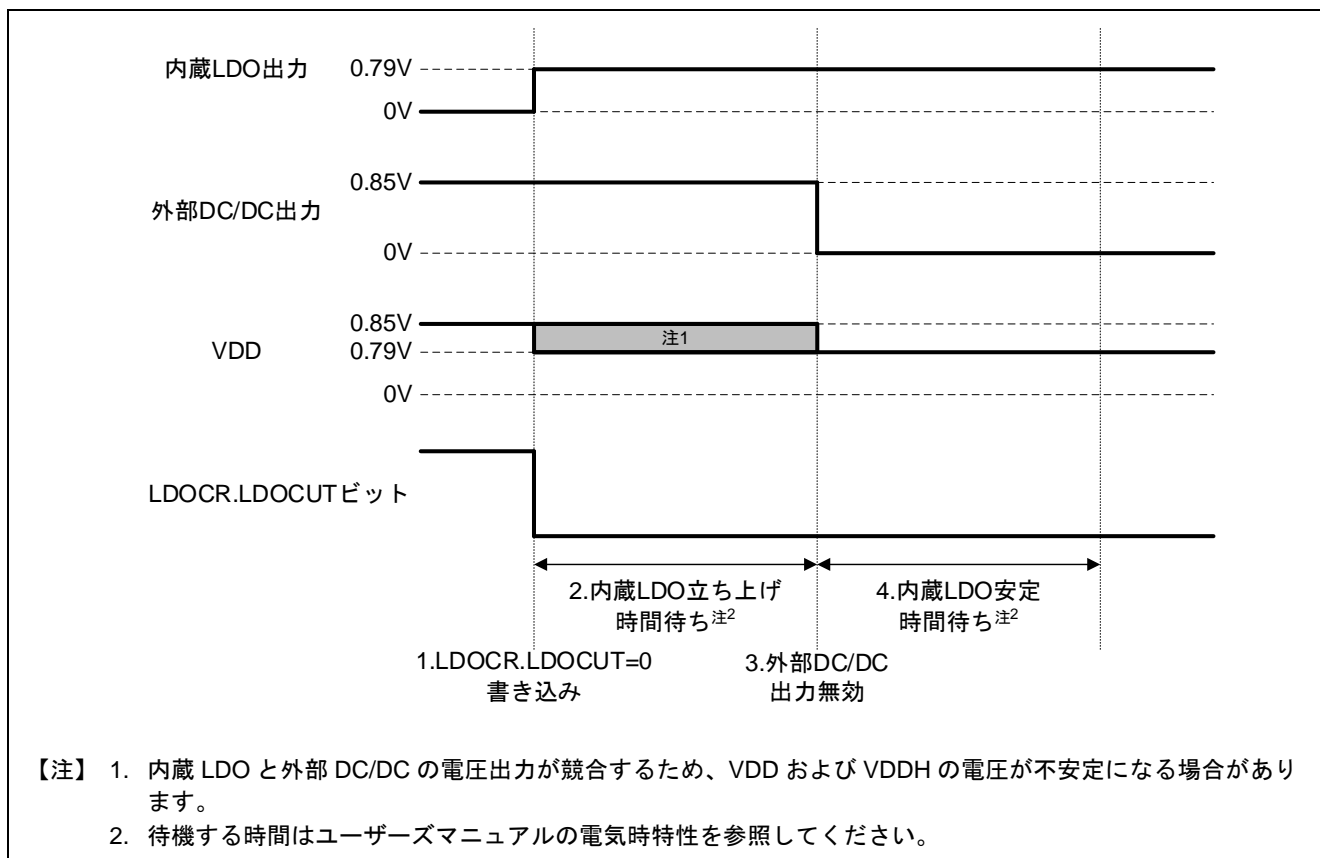 内蔵LDO出力 0.79V
0V
0.85V
外部DC/DC出力
0V
0.85V
注1
VDD 0.79V
0V
LDOCR.LDOCUTビット
2.内蔵LDO立ち上げ
時間待ち注2
4.内蔵LDO安定
時間待ち注2
1.LDOCR.LDOCUT=0
書き込み
3.外部DC/DC
出力無効
【注】 1. 内蔵 LDO と外部 DC/DC の電圧出力が競合するため、VDD および VDDH の電圧が不安定になる場合があり
ます。
2. 待機する時間はユーザーズマニュアルの電気時特性を参照してください。